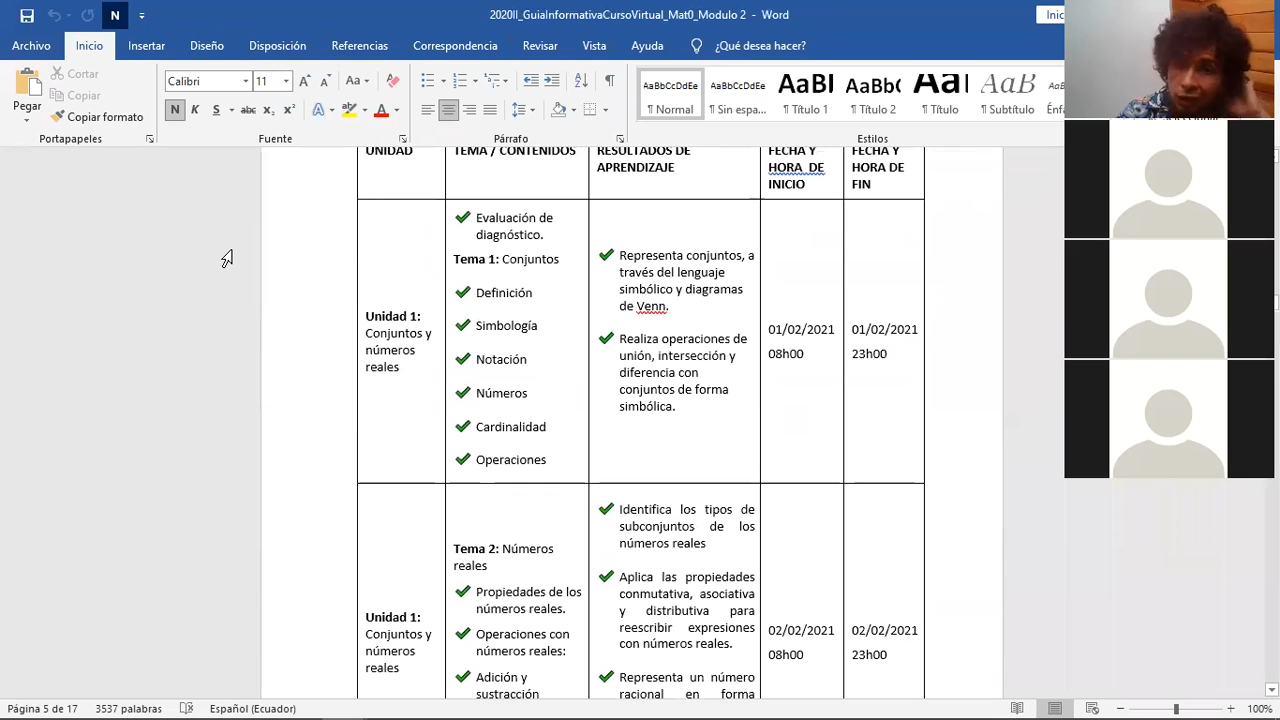 2020II_GuiaInformativaCursoVirtual_Mat0_Modulo 2 - Word
Inic
Archivo Inicio Insertar Diseño Disposición Referencias Correspondencia Revisar Vista Ayuda ¿Qué desea hacer?
Pegar
Cortar
Copiar
Copiar formato
Portapapeles
Calibri 11
Fuente
Párrafo
AaBbCcDdEe AaBbCcDdEe AaBl AaBbCc AaBl AaBbCcD
¶ Normal ¶ Sin espa... ¶ Título 1 ¶ Título 2 ¶ Título ¶ Subtítulo
Estilos
UNIDAD
TEMA / CONTENIDOS
RESULTADOS DE
APRENDIZAJE
FECHA Y
HORA DE
INICIO
FECHA Y
HORA DE
FIN
Unidad 1:
Conjuntos y
números
reales
Evaluación de
diagnóstico.
Tema 1: Conjuntos
Definición
Simbología
Notación
Números
Cardinalidad
Operaciones
Representa conjuntos, a
través del lenguaje
simbólico y diagramas
de Venn.
Realiza operaciones de
unión, intersección y
diferencia con
conjuntos de forma
simbólica.
01/02/2021
08h00
01/02/2021
23h00
Unidad 1:
Conjuntos y
números
reales
Tema 2: Números
reales
Propiedades de los
números reales.
Operaciones con
números reales:
Adición y
sustracción
Identifica los tipos de
subconjuntos de los
números reales
Aplica las propiedades
conmutativa, asociativa
y distributiva para
reescribir expresiones
con números reales.
Representa un número
racional en forma
02/02/2021
08h00
02/02/2021
23h00
Página 5 de 17 3537 palabras Español (Ecuador) 100%